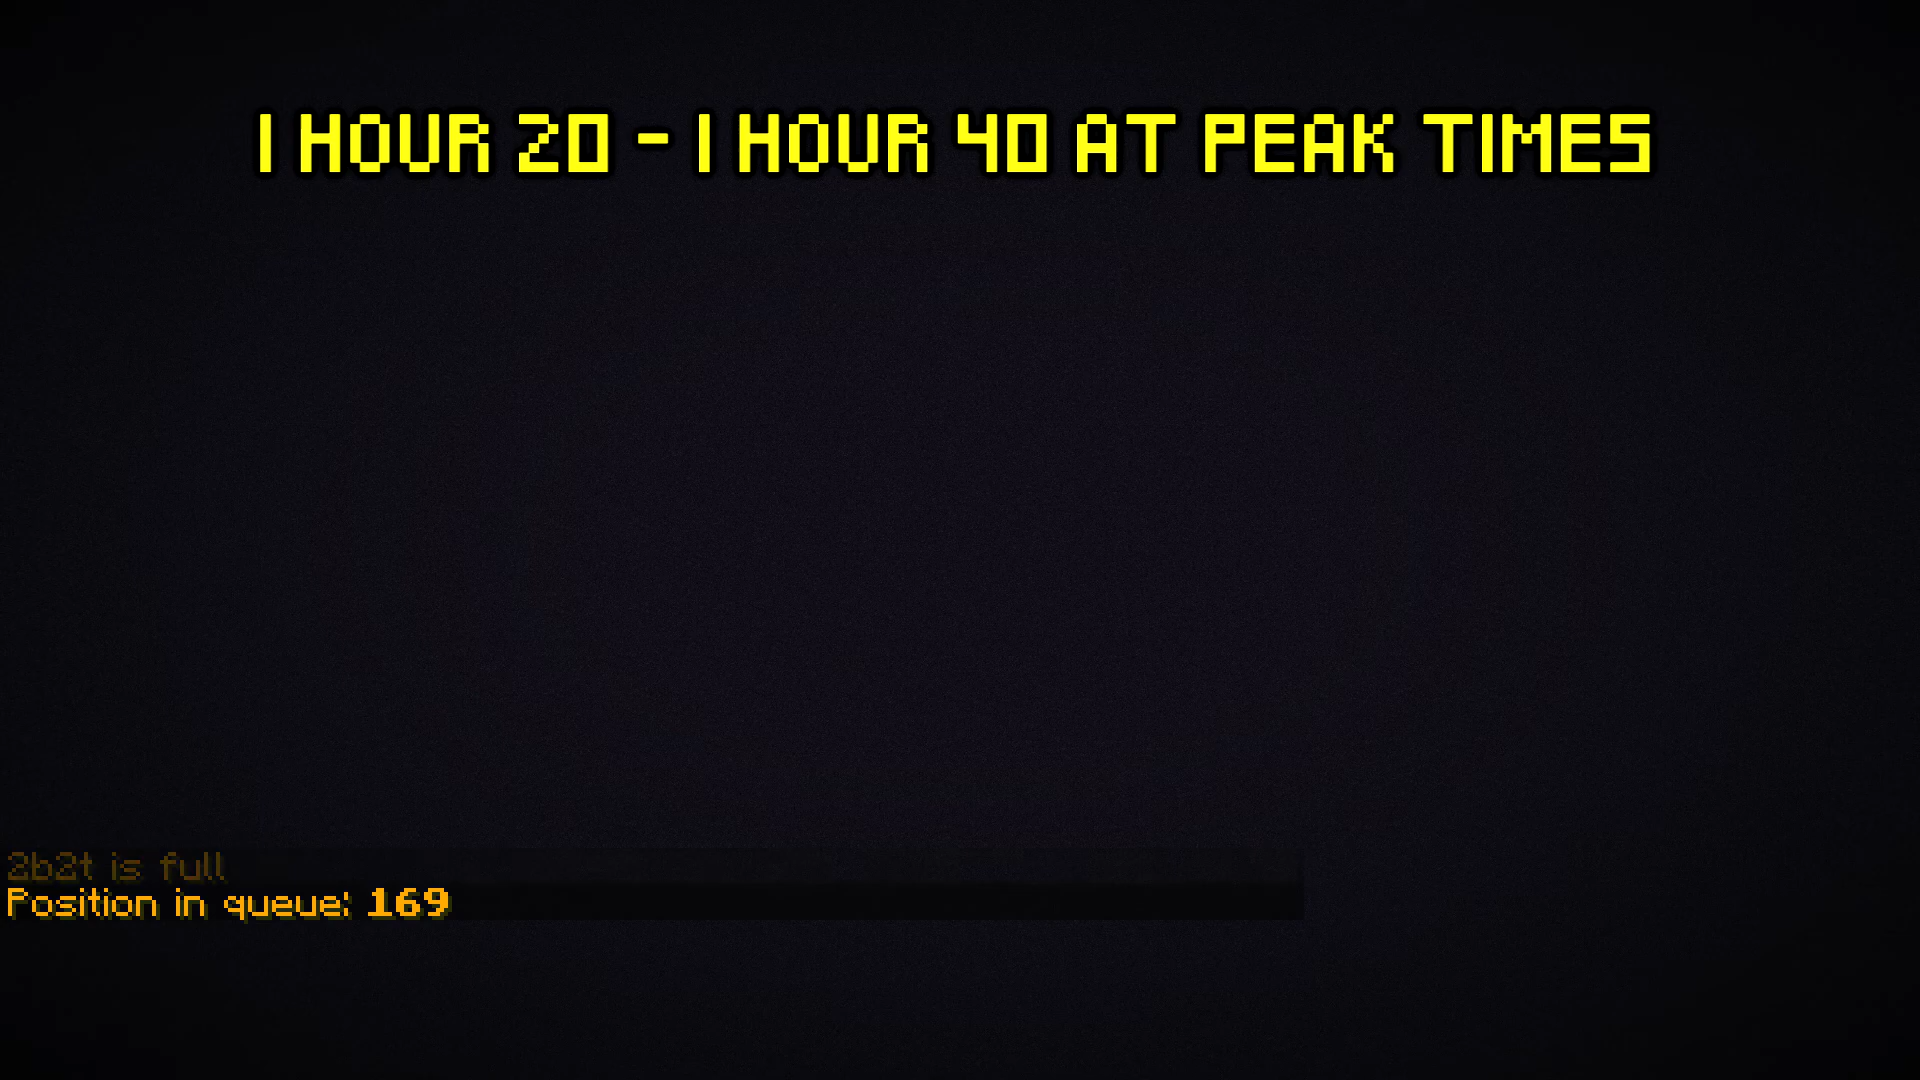 1 HOUR 20 - 1 HOUR 40 AT PEAK TIMES
2b2t is full
Position in queue: 169